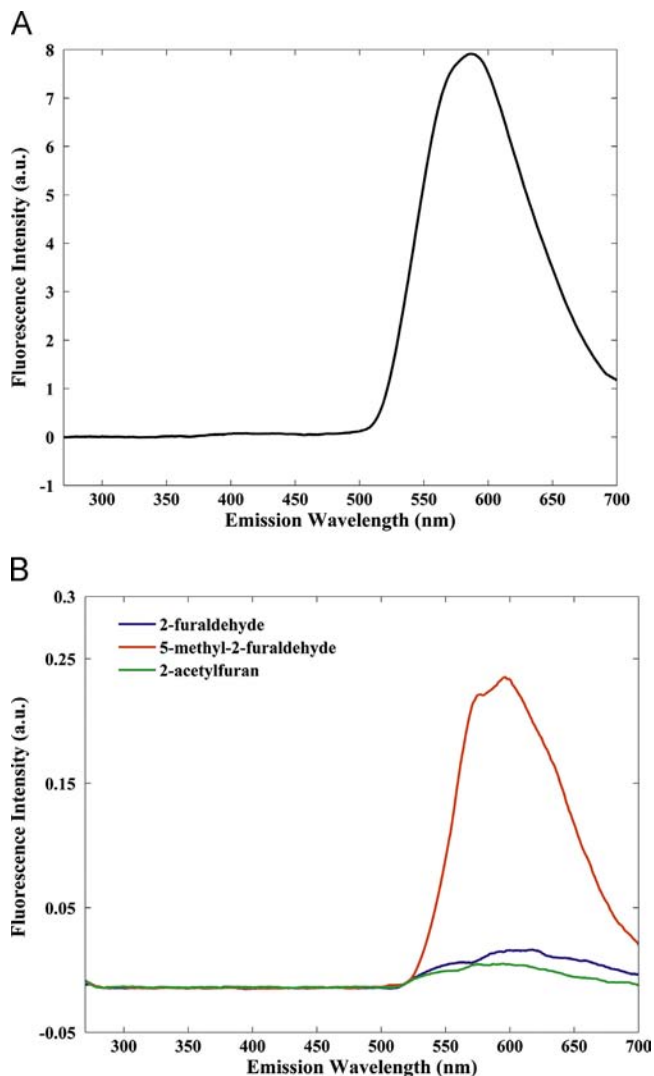 A
8
7
6
5
4
3
2
1
0
-1
Fluorescence Intensity (a.u.)
300 350 400 450 500 550 600 650 700
Emission Wavelength (nm)
B
0.3
0.25
0.15
0.05
-0.05
Fluorescence Intensity (a.u.)
2-furaldehyde
5-methyl-2-furaldehyde
2-acetylfuran
300 350 400 450 500 550 600 650 700
Emission Wavelength (nm)